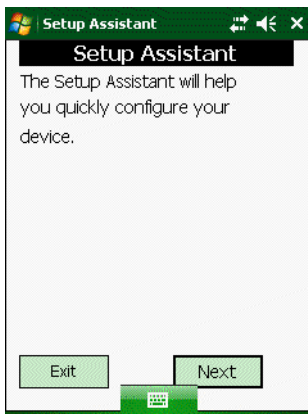 Setup Assistant
Setup Assistant
The Setup Assistant will help
you quickly configure your
device.
Exit Next